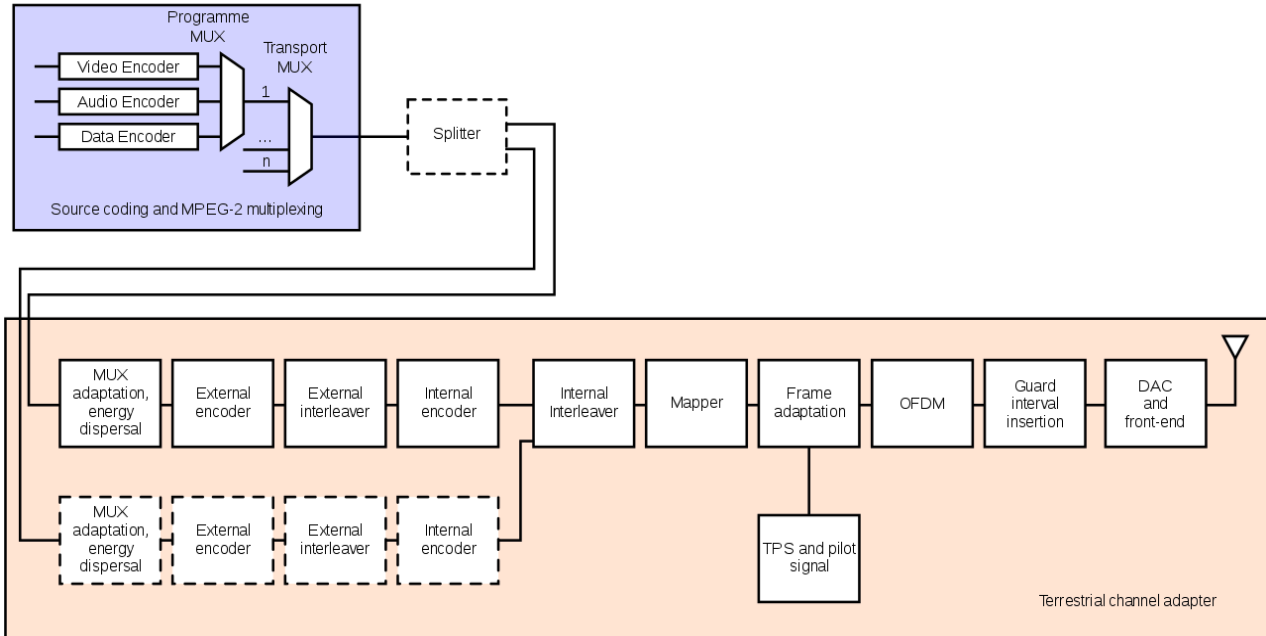 Programme
MUX
Transport
MUX
Video Encoder
Audio Encoder
Data Encoder
1
...
n
Splitter
Source coding and MPEG-2 multiplexing
MUX
adaptation,
energy
dispersal
External
encoder
External
interleaver
Internal
encoder
Internal
Interleaver
Mapper
Frame
adaptation
OFDM
Guard
interval
insertion
DAC
and
front-end
MUX
adaptation,
energy
dispersal
External
encoder
External
interleaver
Internal
encoder
TPS and pilot
signal
Terrestrial channel adapter